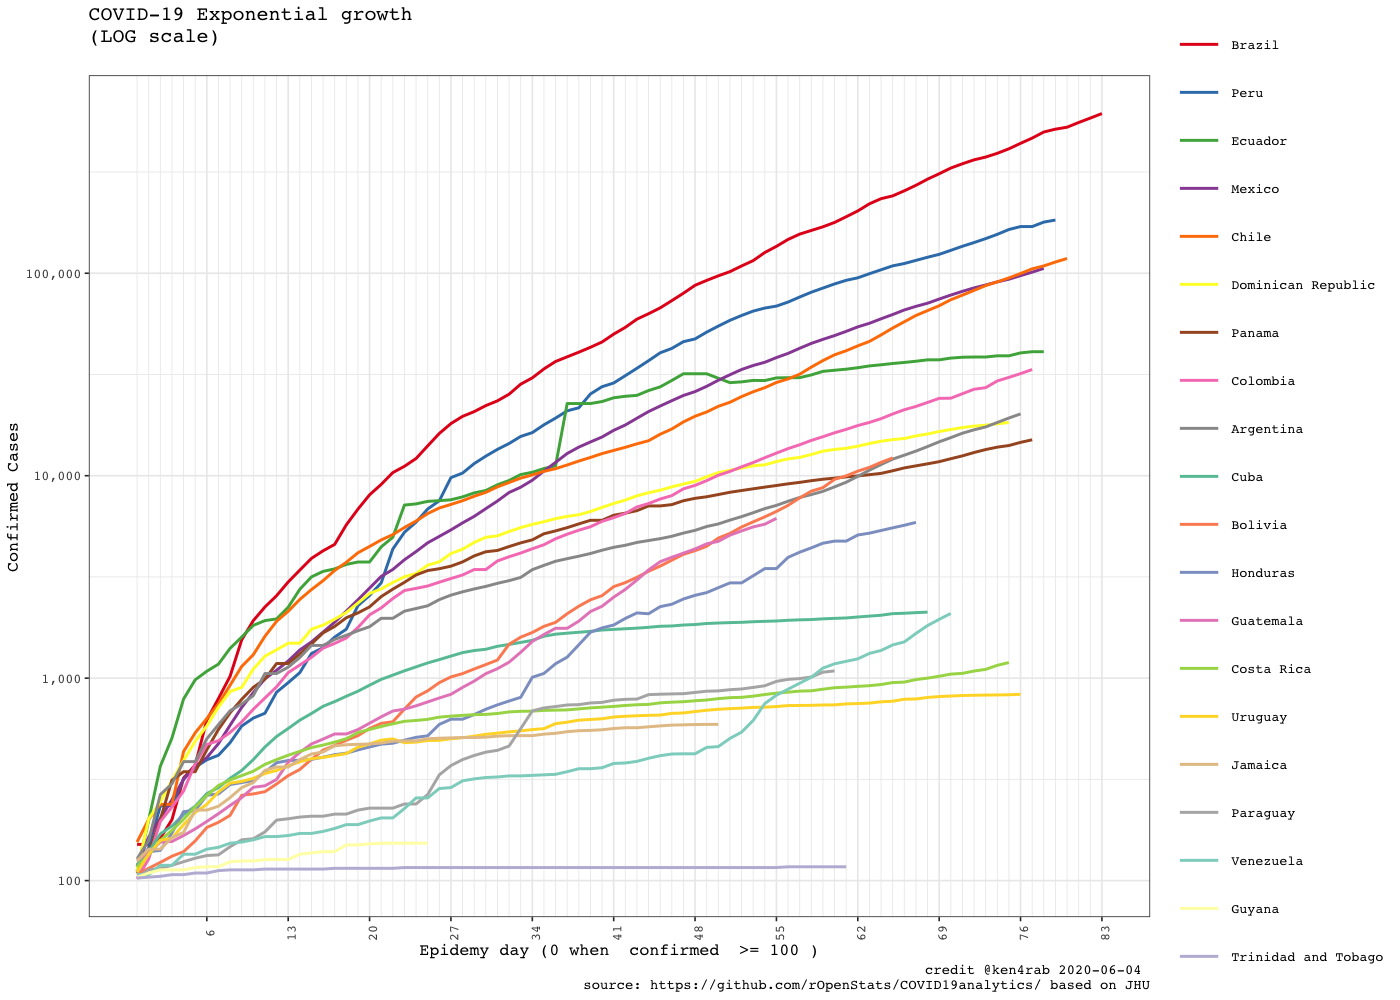 COVID-19 Exponential growth
(LOG scale)
Confirmed Cases
100,000
10,000
1,000
100
6
13
20
27
34
41
48
55
62
69
76
83
Epidemy day (0 when  confirmed  >= 100 )
Brazil
Peru
Ecuador
Mexico
Chile
Dominican Republic
Panama
Colombia
Argentina
Cuba
Bolivia
Honduras
Guatemala
Costa Rica
Uruguay
Jamaica
Paraguay
Venezuela
Guyana
Trinidad and Tobago
credit @ken4rab 2020-06-04
source: https://github.com/rOpenStats/COVID19analytics/ based on JHU